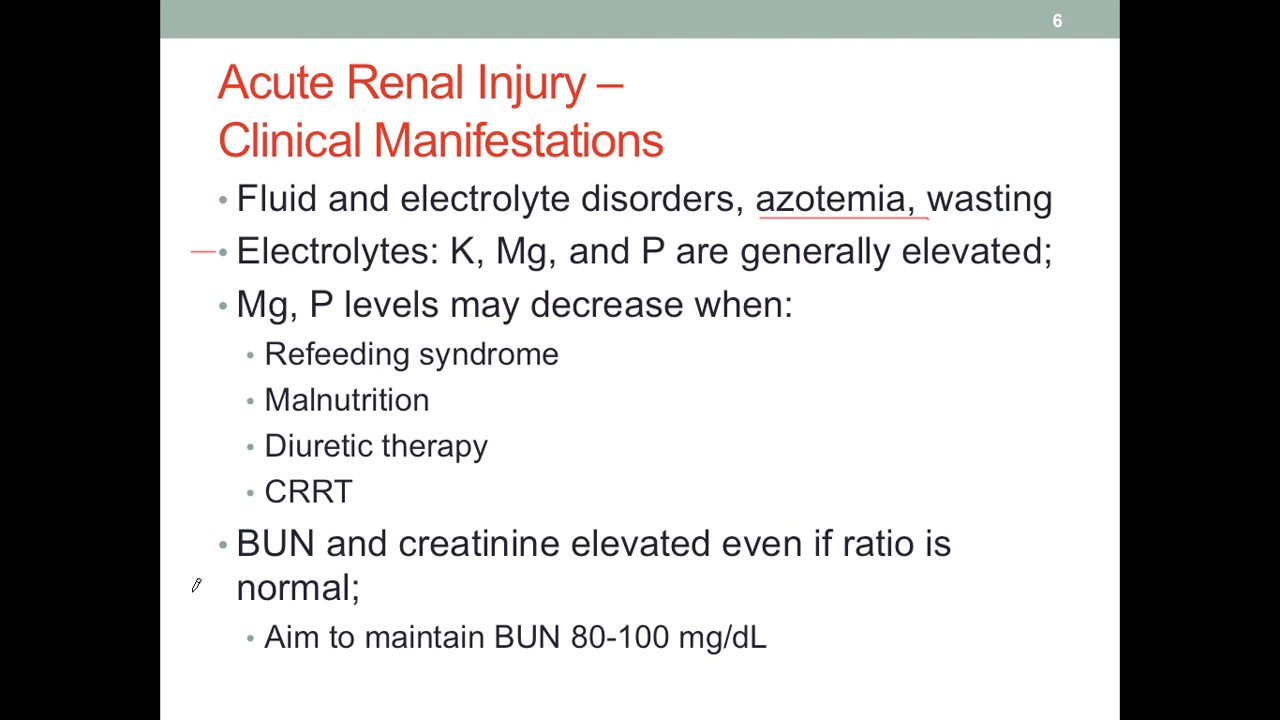 6
Acute Renal Injury –
Clinical Manifestations
• Fluid and electrolyte disorders, azotemia, wasting
• Electrolytes: K, Mg, and P are generally elevated;
• Mg, P levels may decrease when:
• Refeeding syndrome
• Malnutrition
• Diuretic therapy
• CRRT
• BUN and creatinine elevated even if ratio is
normal;
• Aim to maintain BUN 80-100 mg/dL